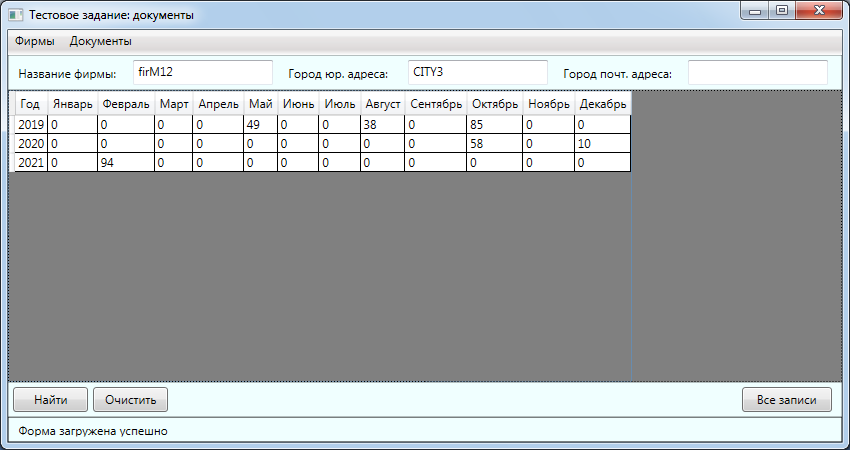 Тестовое задание: документы
Фирмы Документы
Название фирмы: firM12 Город юр. адреса: CITY3 Город почт. адреса:
Год Январь Февраль Март Апрель Май Июнь Июль Август Сентябрь Октябрь Ноябрь Декабрь
2019 0 0 0 0 49 0 0 38 0 85 0 0
2020 0 0 0 0 0 0 0 0 0 58 0 10
2021 0 94 0 0 0 0 0 0 0 0 0 0
Найти Очистить Все записи
Форма загружена успешно